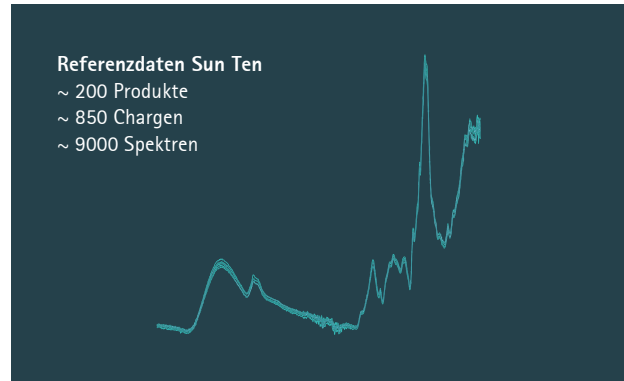 Referenzdaten Sun Ten
~ 200 Produkte
~ 850 Chargen
~ 9000 Spektren